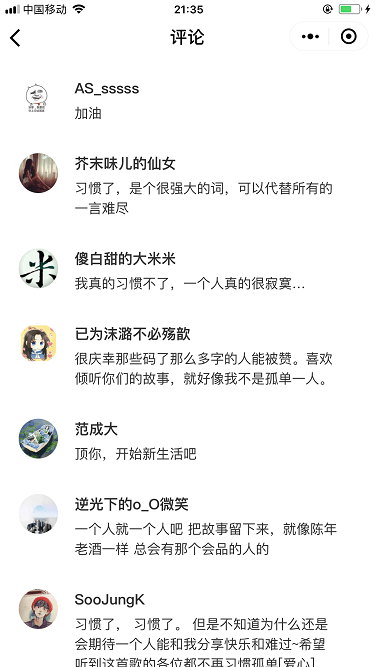 中国移动
21:35
评论
AS_sssss
加油
芥末味儿的仙女
习惯了，是个很强大的词，可以代替所有的
一言难尽
傻白甜的大米米
我真的习惯不了，一个人真的很寂寞...
已为沫潞不必殇歆
很庆幸那些码了那么多字的人能被赞。喜欢
倾听你们的故事，就好像我不是孤单一人。
范成大
顶你，开始新生活吧
逆光下的o_O微笑
一个人就一个人吧 把故事留下来，就像陈年
老酒一样 总会有那个会品的人的
SooJungK
习惯了， 习惯了。 但是不知道为什么还是
会期待一个人能和我分享快乐和难过~希望
听到这首歌的各位都不再习惯孤单[爱心]